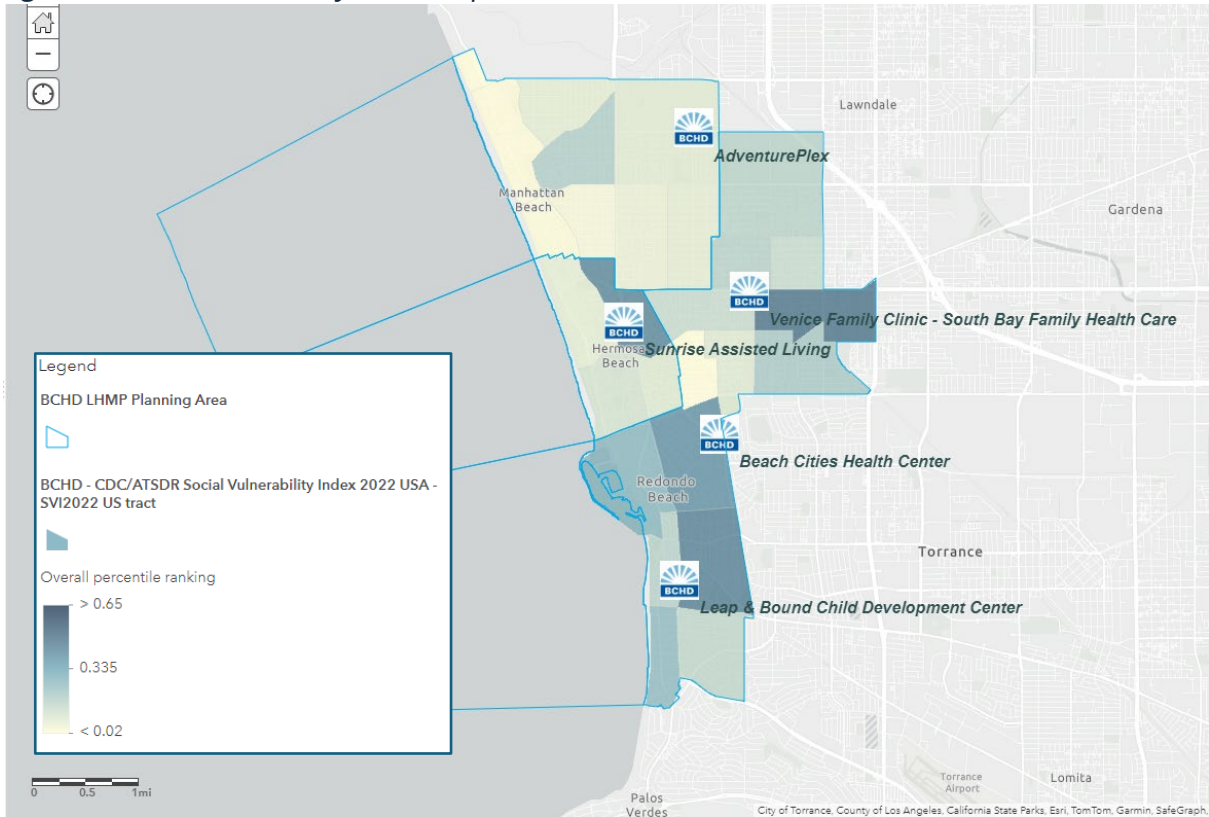 Lawndale
BCHD
AdventurePlex
Manhattan
Beach
Gardena
BCHD
Venice Family Clinic - South Bay Family Health Care
BCHD
Hermosa
Beach
Sunrise Assisted Living
Legend
BCHD LHMP Planning Area
BCHD - CDC/ATSDR Social Vulnerability Index 2022 USA -
SVI2022 US tract
Overall percentile ranking
> 0.65
0.335
< 0.02
BCHD
Beach Cities Health Center
Redondo
Beach
Torrance
BCHD
Leap & Bound Child Development Center
0 0.5 1mi
Torrance
Airport
Lomita
Palos
Verdes
City of Torrance, County of Los Angeles, California State Parks, Esri, TomTom, Garmin, SafeGraph,